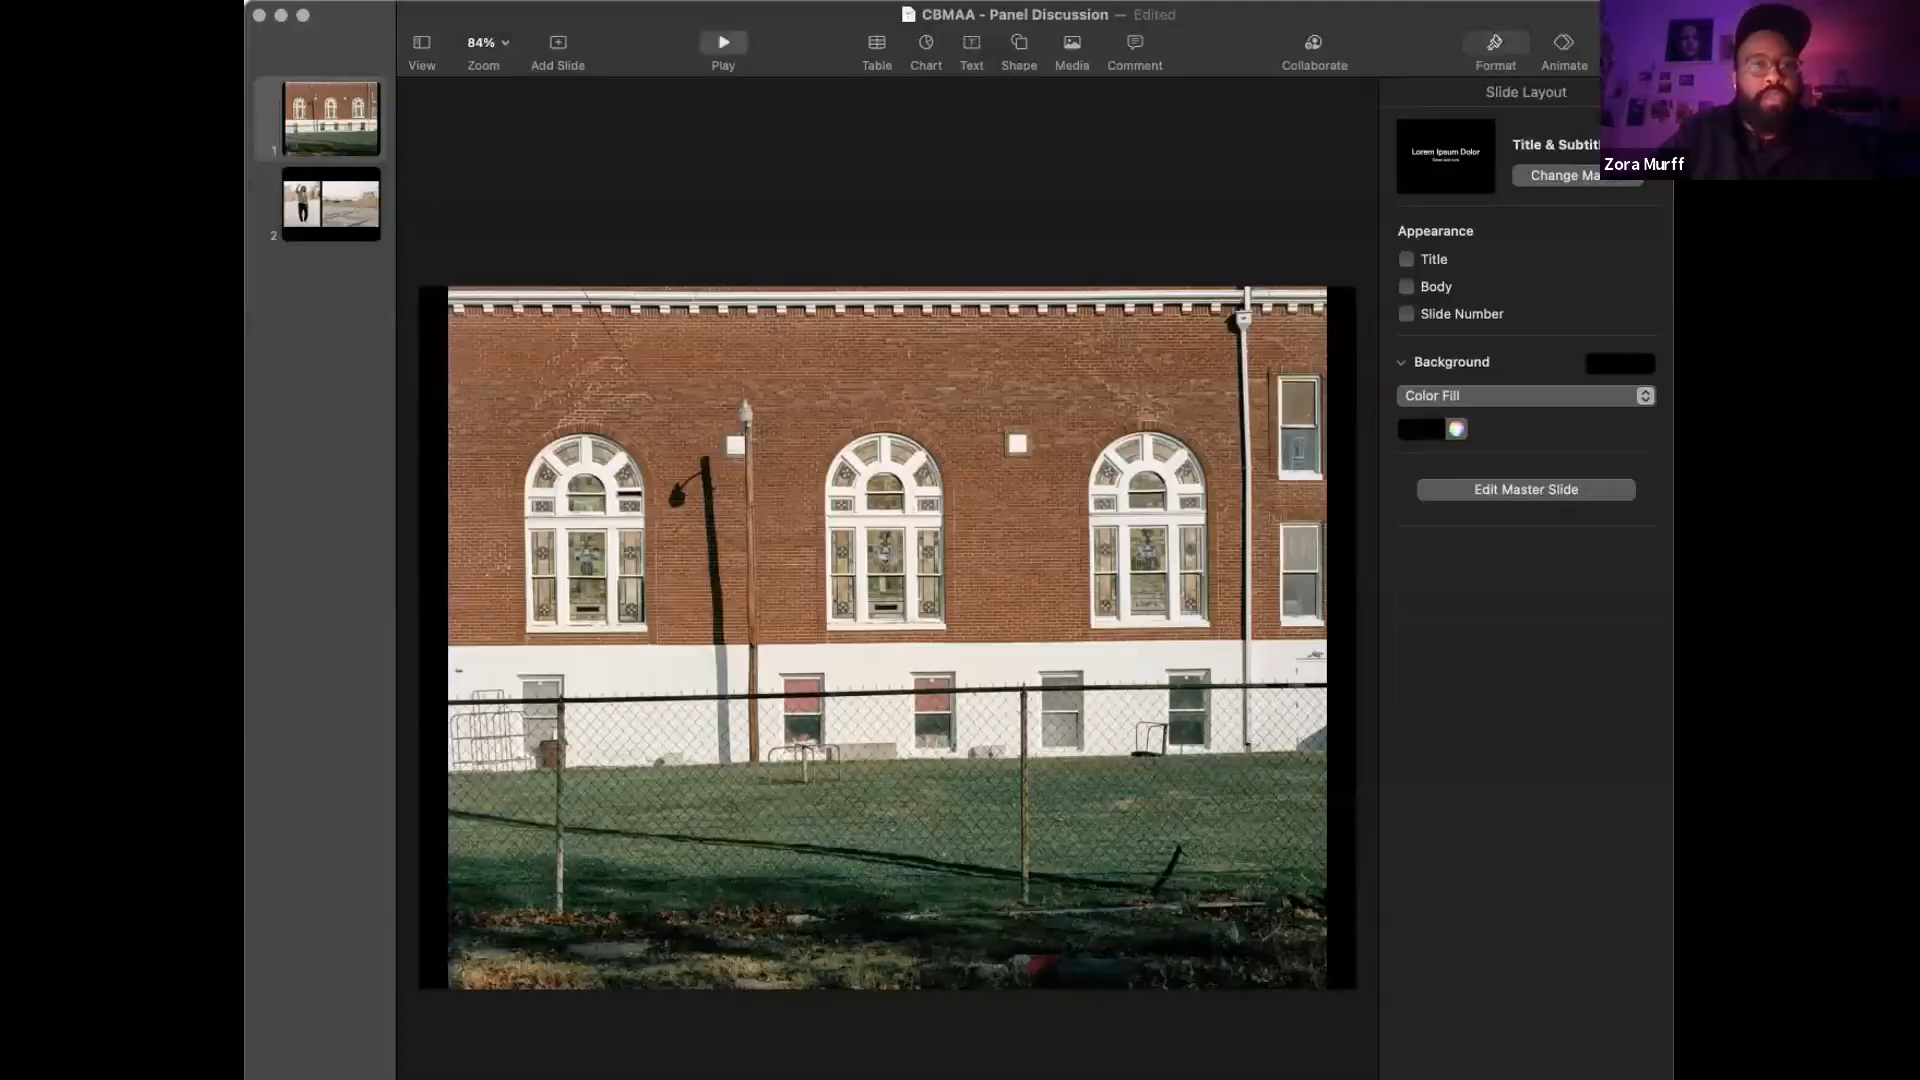 CBMAA - Panel Discussion — Edited
84%
View
Zoom
Add Slide
Play
Table
Chart
Text
Shape
Media
Comment
Collaborate
Format
Animate
Slide Layout
Lorem Ipsum Dolor
Title & Subtit
Change Ma
Zora Murff
Appearance
Title
Body
Slide Number
Background
Color Fill
Edit Master Slide
1
2